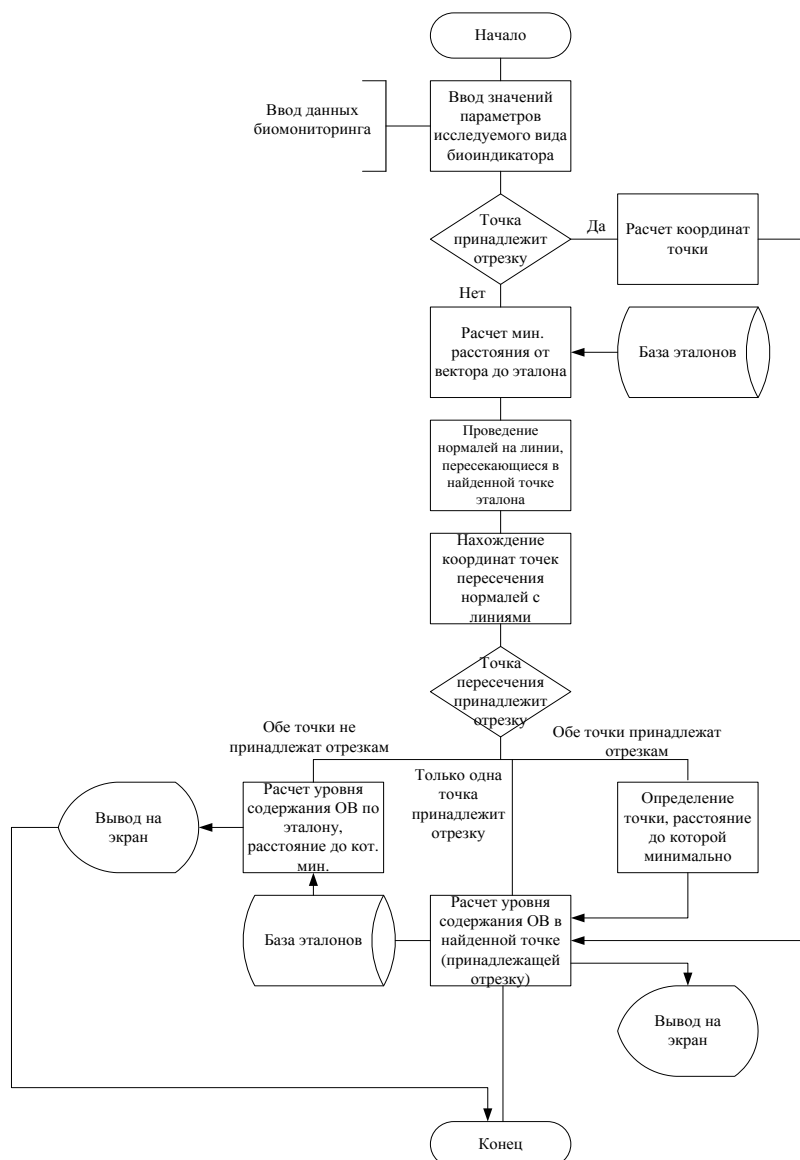 Начало
Ввод данных
биомониторинга
Ввод значений
параметров
исследуемого вида
биоиндикатора
Точка
принадлежит
отрезку
Да
Расчет координат
точки
Нет
Расчет мин.
расстояния от
вектора до эталона
База эталонов
Проведение
нормалей на линии,
пересекающиеся в
найденной точке
эталона
Нахождение
координат точек
пересечения
нормалей с
линиями
Точка
пересечения
принадлежит
отрезку
Обе точки не
принадлежат отрезкам
Обе точки принадлежат
отрезкам
Только одна
точка
принадлежит
отрезку
Вывод на
экран
Расчет уровня
содержания ОВ по
эталону,
расстояние до кот.
мин.
Определение
точки, расстояние
до которой
минимально
База эталонов
Расчет уровня
содержания ОВ в
найденной точке
(принадлежащей
отрезку)
Вывод на
экран
Конец